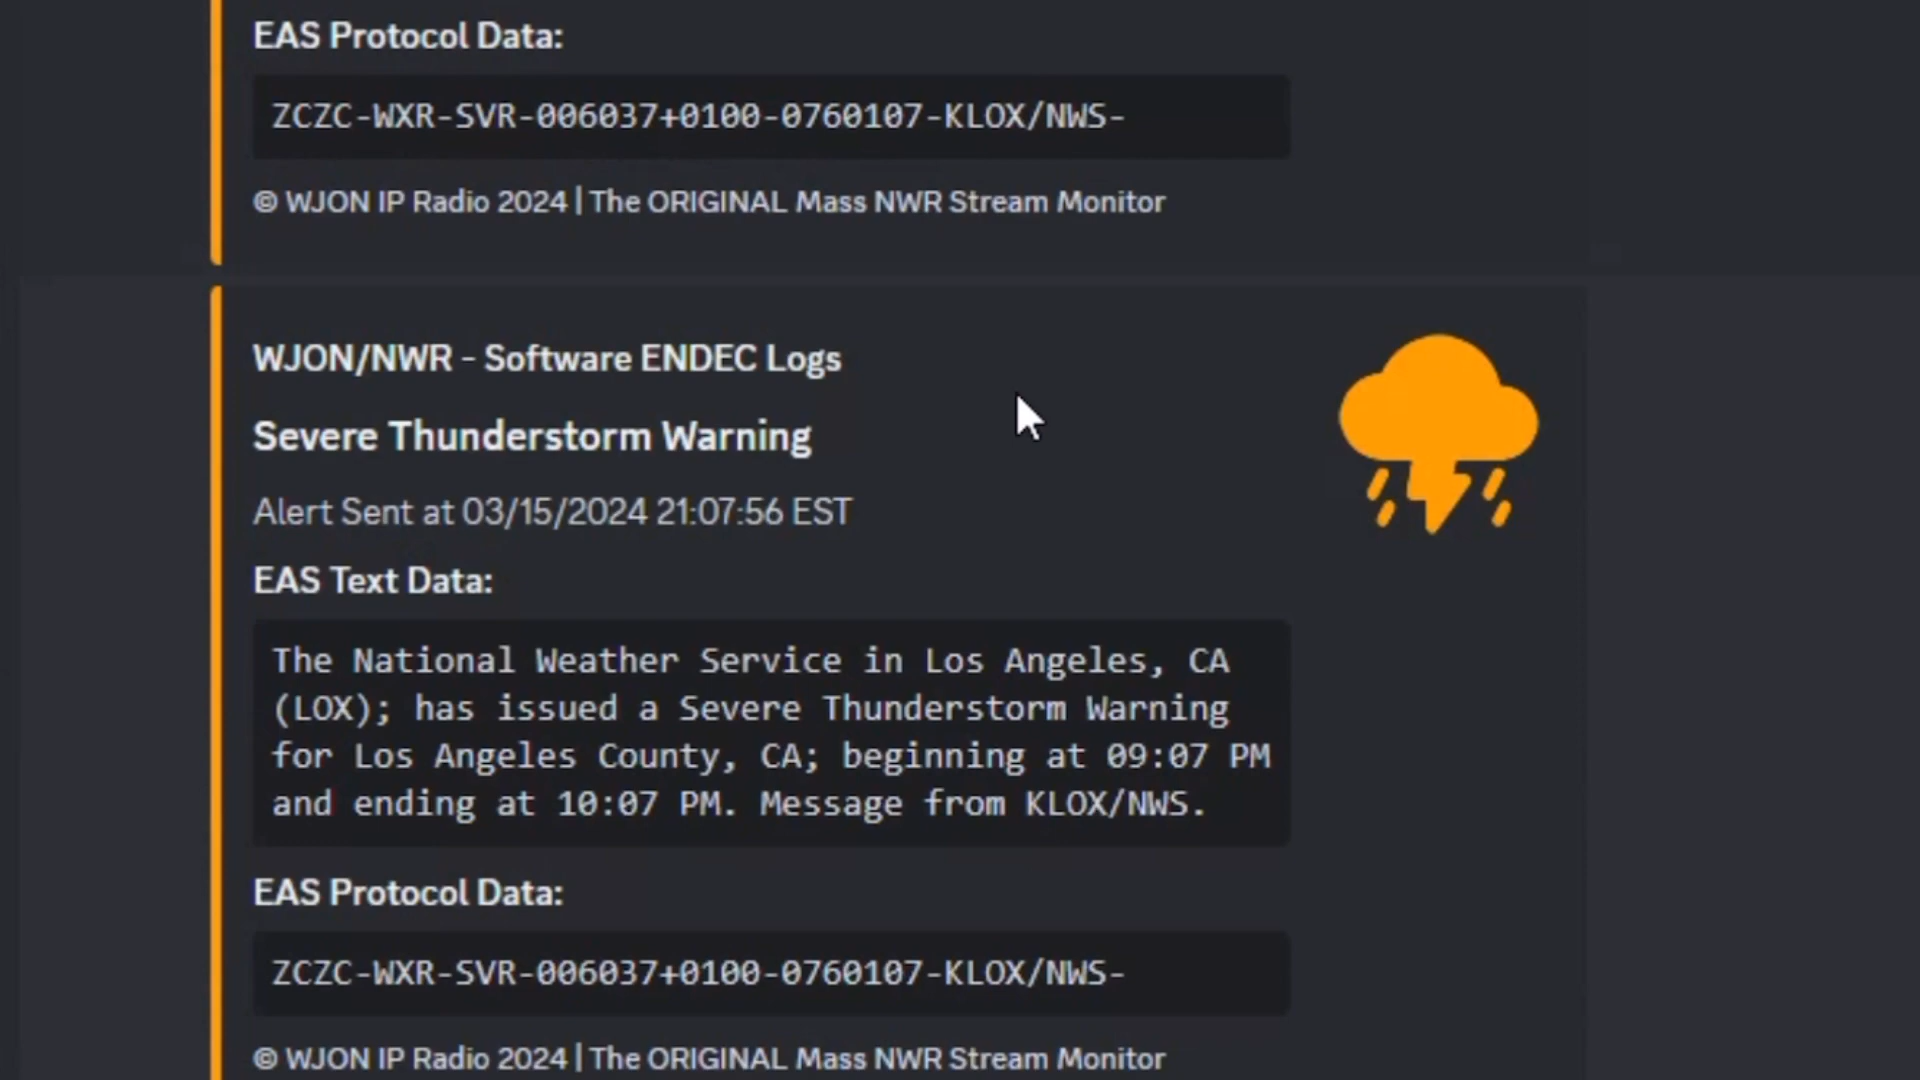 EAS Protocol Data:
ZCZC-WXR-SVR-006037+0100-0760107-KLOX/NWS-
© WJON IP Radio 2024 | The ORIGINAL Mass NWR Stream Monitor
WJON/NWR - Software ENDEC Logs
Severe Thunderstorm Warning
Alert Sent at 03/15/2024 21:07:56 EST
EAS Text Data:
The National Weather Service in Los Angeles, CA
(LOX); has issued a Severe Thunderstorm Warning
for Los Angeles County, CA; beginning at 09:07 PM
and ending at 10:07 PM. Message from KLOX/NWS.
EAS Protocol Data:
ZCZC-WXR-SVR-006037+0100-0760107-KLOX/NWS-
© WJON IP Radio 2024 | The ORIGINAL Mass NWR Stream Monitor